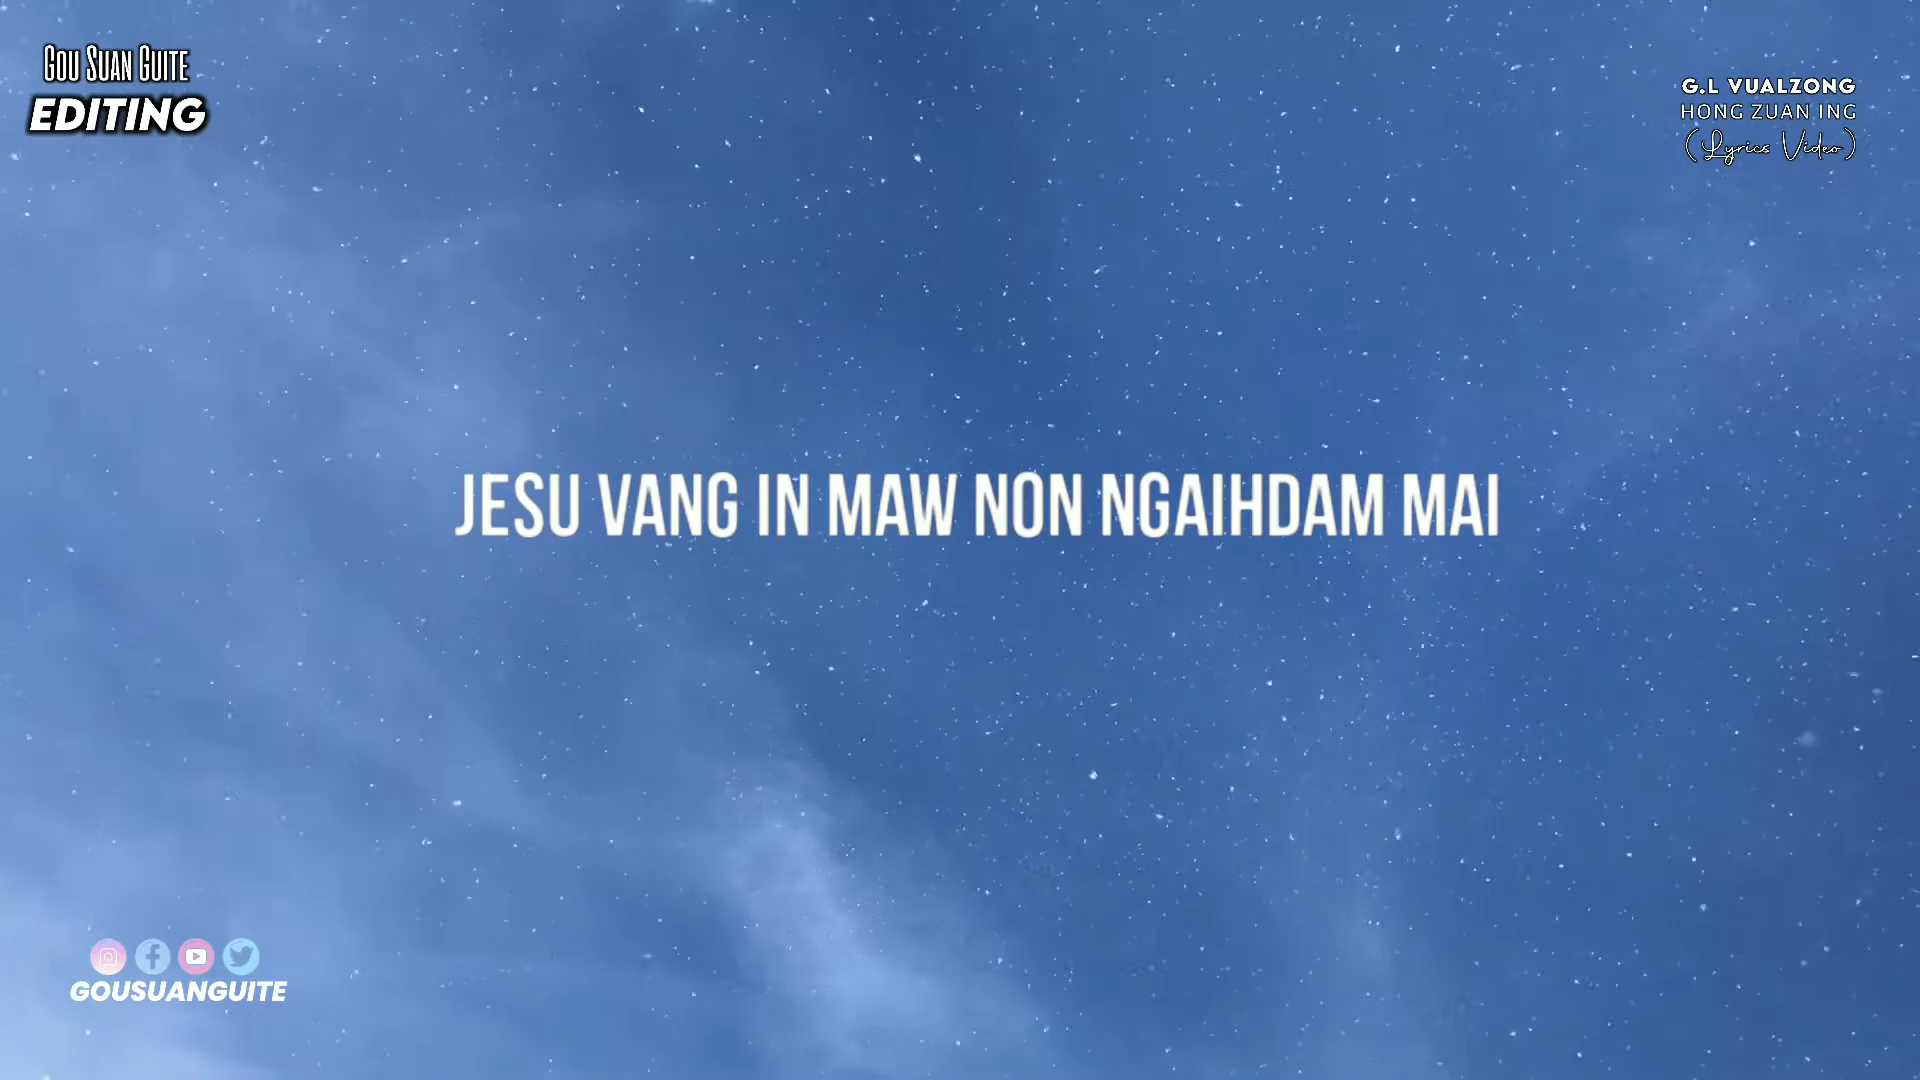 GOU SUAN GUITE
EDITING
G.L VUALZONG
HONG ZUAN ING
(Lyrics Video)
JESU VANG IN MAW NON NGAIHDAM MAI
GOUSUANGUITE